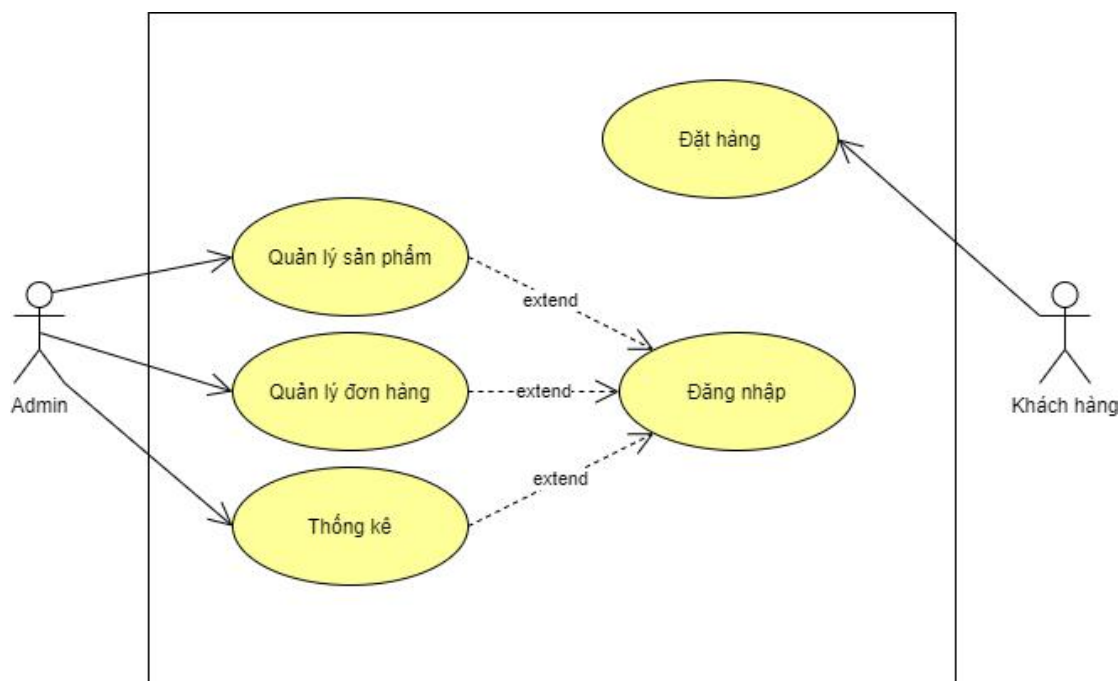 Đặt hàng
Quản lý sản phẩm
extend
Admin
Quản lý đơn hàng
extend
Đăng nhập
Khách hàng
extend
Thống kê